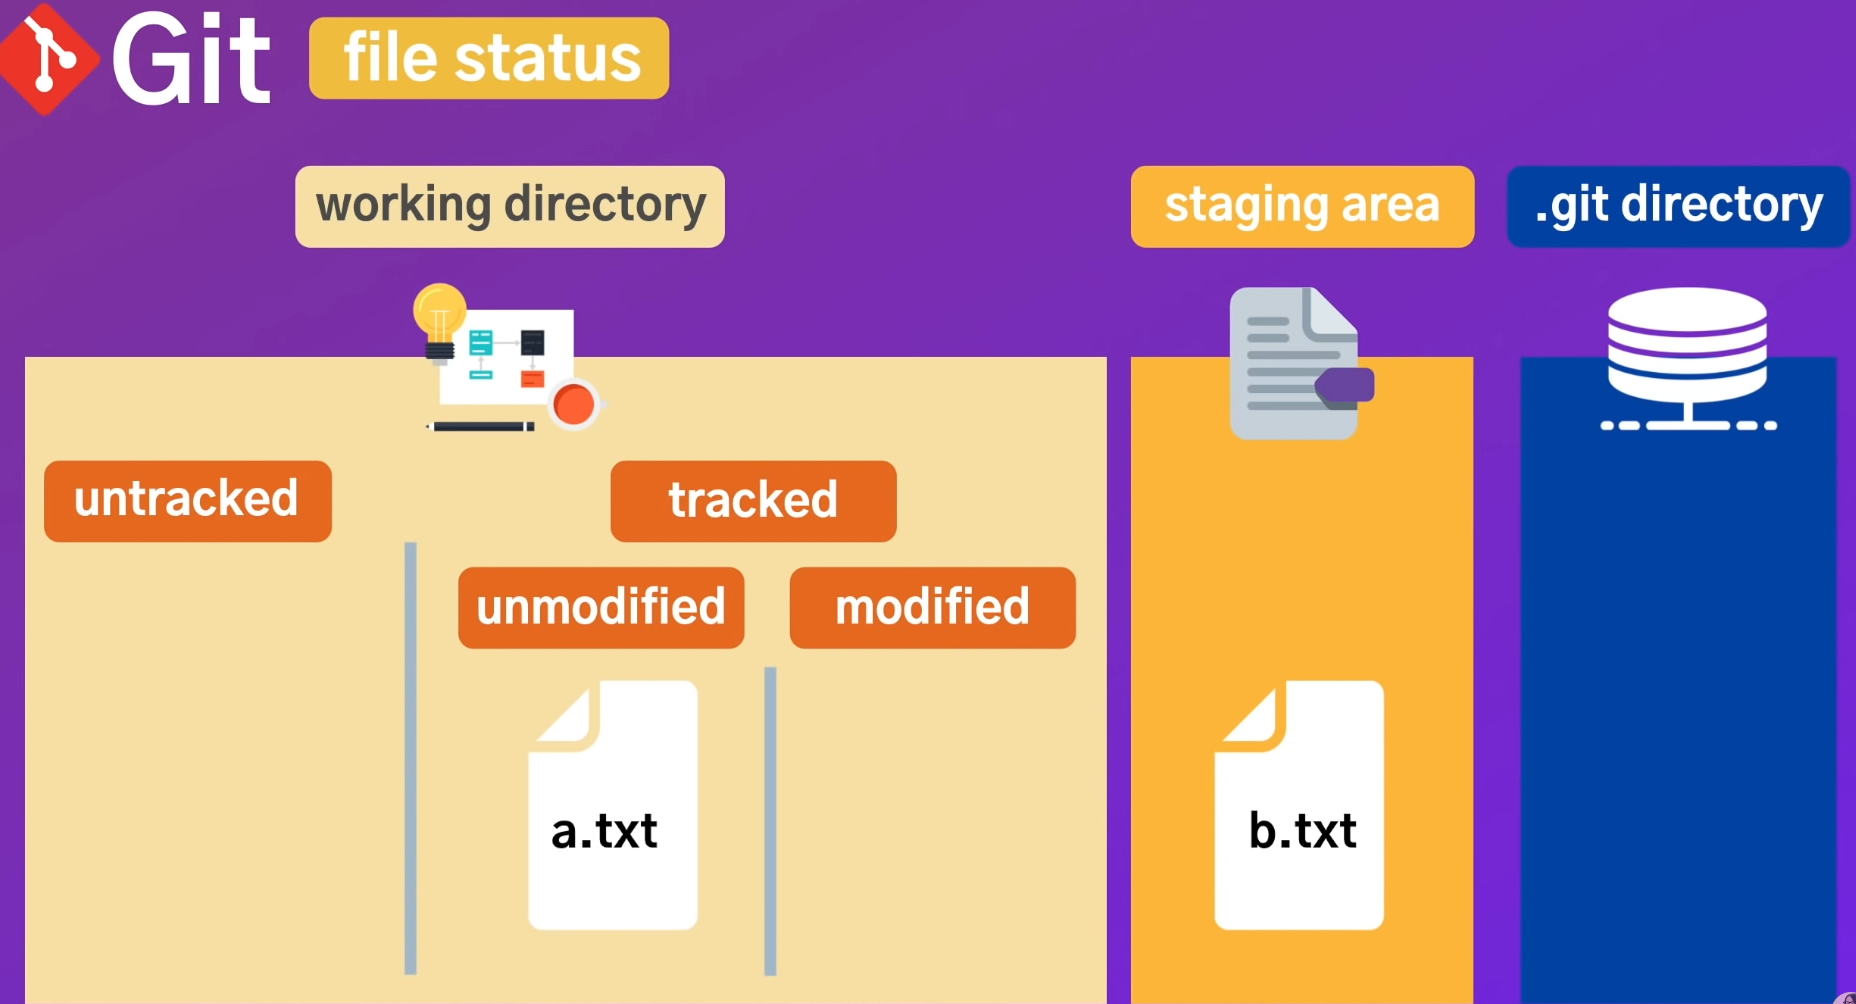 Git file status
working directory
staging area
.git directory
untracked
tracked
unmodified
modified
a.txt
b.txt